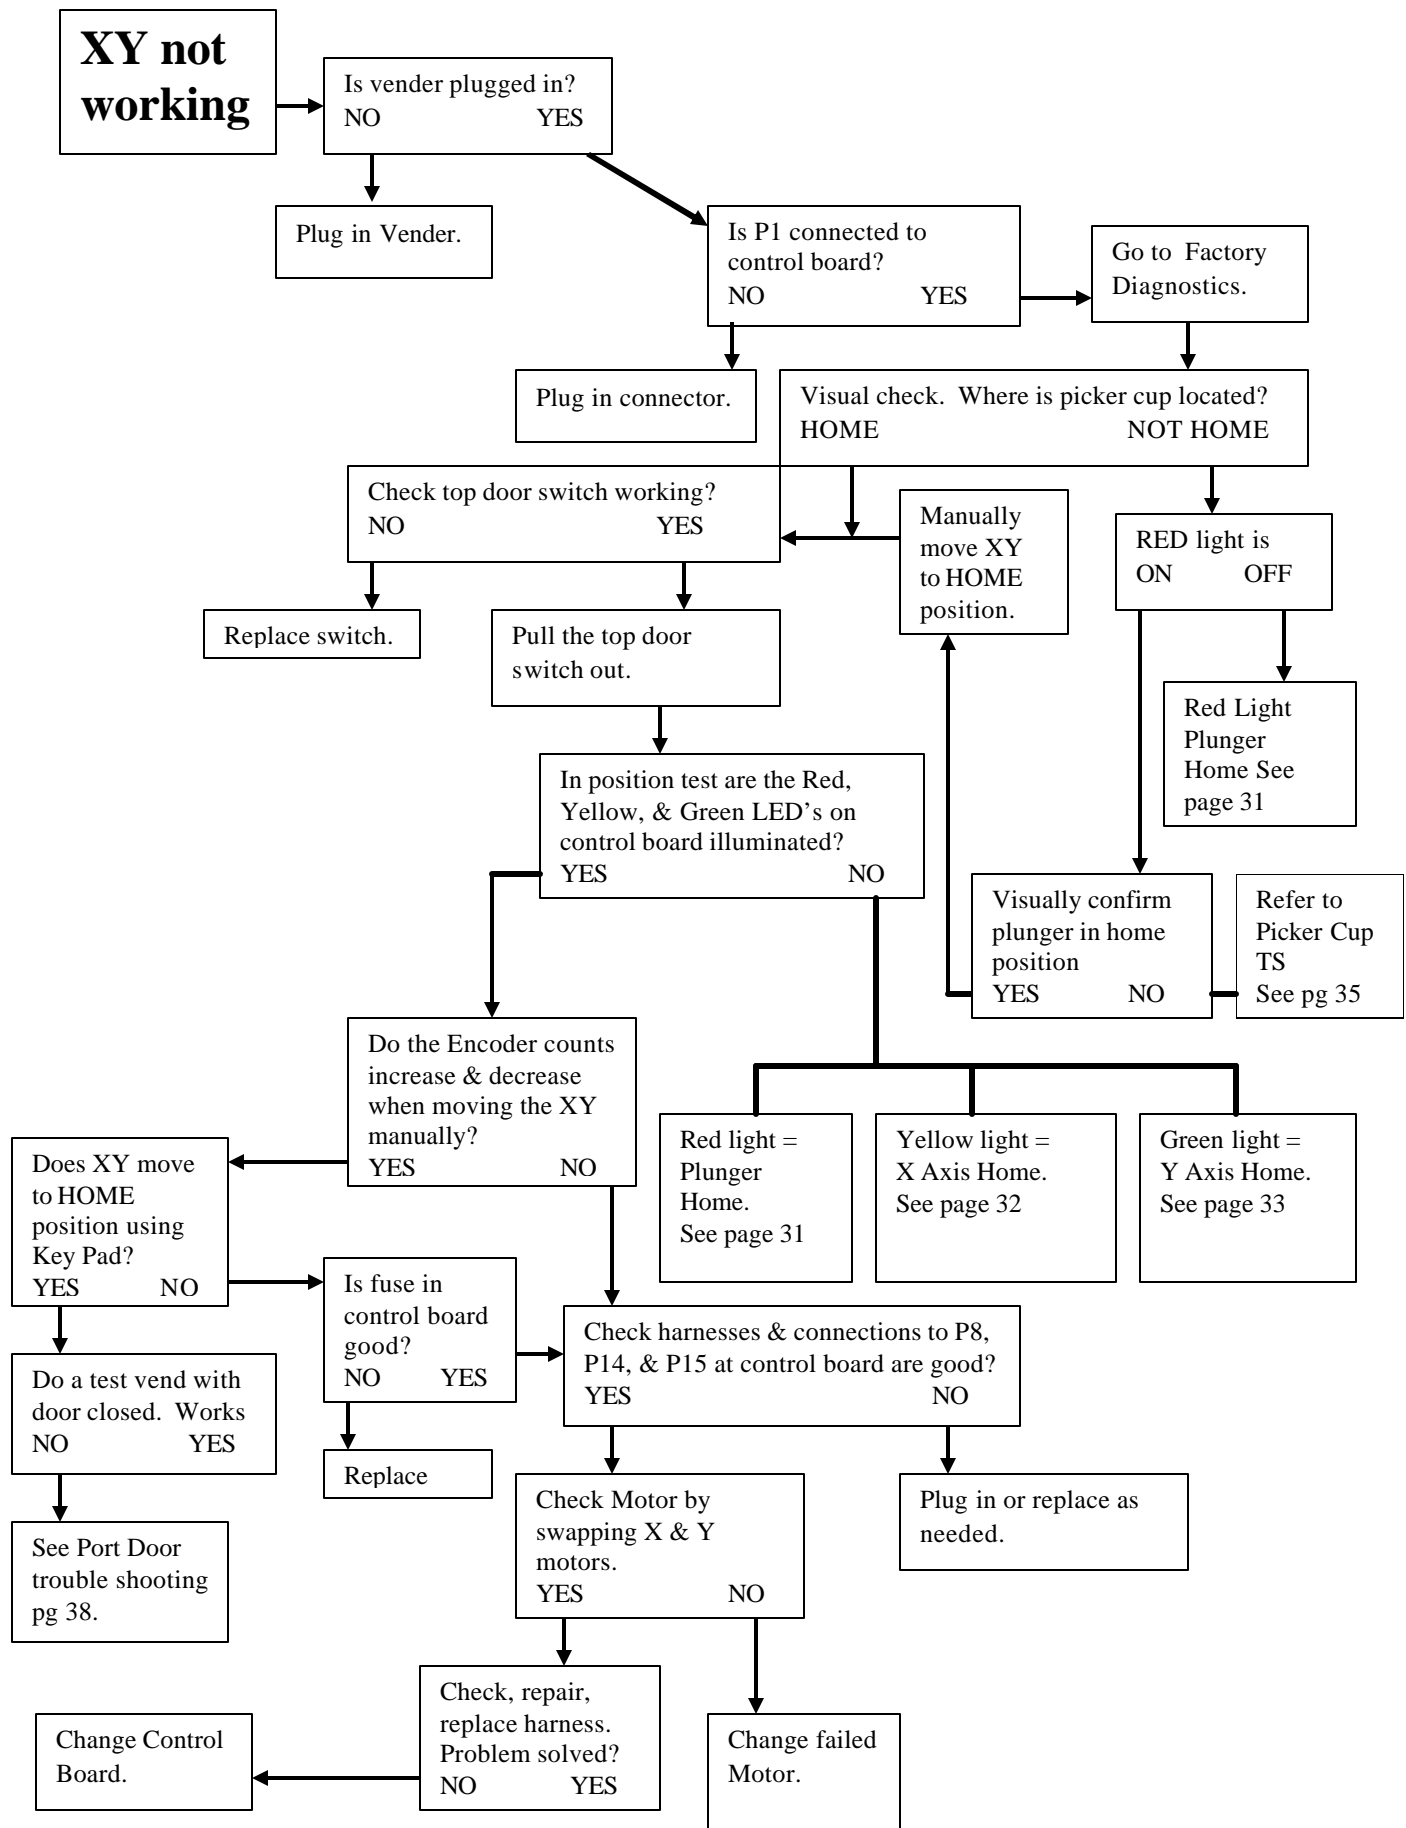 XY not
working
Is vender plugged in?
NO YES
Plug in Vender.
Is P1 connected to
control board?
NO YES
Go to Factory
Diagnostics.
Plug in connector.
Visual check. Where is picker cup located?
HOME NOT HOME
Check top door switch working?
NO YES
Manually
move XY
to HOME
position.
RED light is
ON OFF
Replace switch.
Pull the top door
switch out.
Red Light
Plunger
Home See
page 31
In position test are the Red,
Yellow, & Green LED's on
control board illuminated?
YES NO
Visually confirm
plunger in home
position
YES NO
Refer to
Picker Cup
TS
See pg 35
Do the Encoder counts
increase & decrease
when moving the XY
manually?
YES NO
Red light =
Plunger
Home.
See page 31
Yellow light =
X Axis Home.
See page 32
Green light =
Y Axis Home.
See page 33
Does XY move
to HOME
position using
Key Pad?
YES NO
Is fuse in
control board
good?
NO YES
Check harnesses & connections to P8,
P14, & P15 at control board are good?
YES NO
Do a test vend with
door closed. Works
NO YES
Replace
Check Motor by
swapping X & Y
motors.
YES NO
Plug in or replace as
needed.
See Port Door
trouble shooting
pg 38.
Check, repair,
replace harness.
Problem solved?
NO YES
Change Control
Board.
Change failed
Motor.